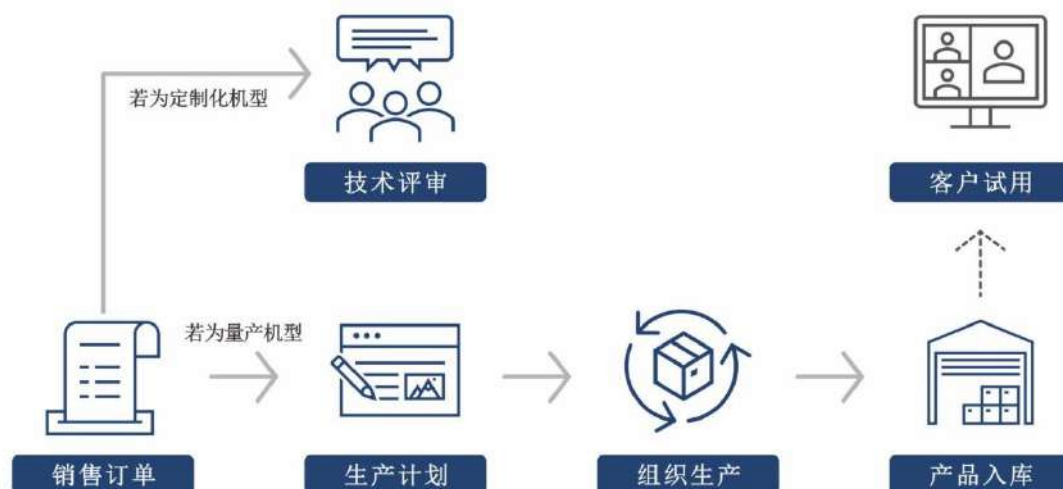 若为定制化机型
技术评审
客户试用
若为量产机型
销售订单
生产计划
组织生产
产品入库